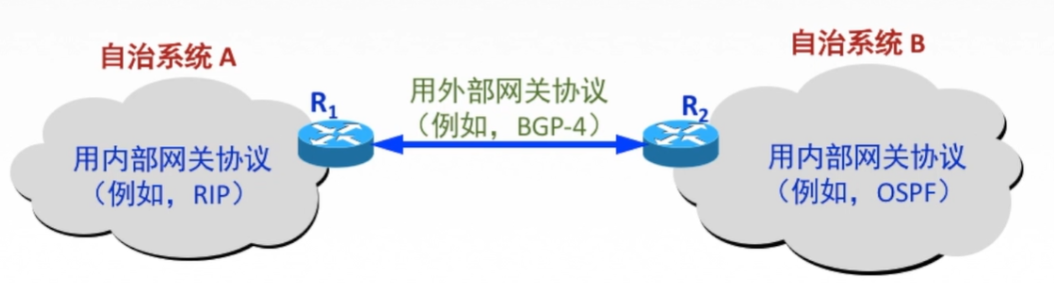 自治系统 A
自治系统 B
R1
用外部网关协议
（例如，BGP-4）
R2
用内部网关协议
（例如，RIP）
用内部网关协议
（例如，OSPF）